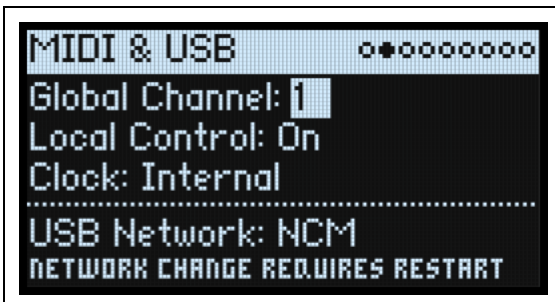 MIDI & USB
Global Channel: 1
Local Control: On
Clock: Internal
USB Network: NCM
NETWORK CHANGE REQUIRES RESTART